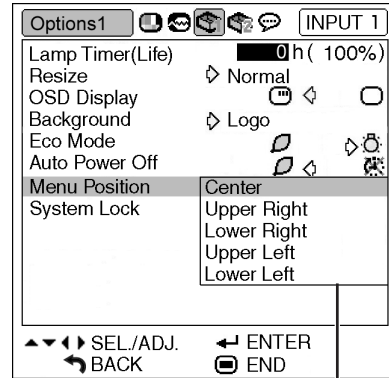 Options1 INPUT 1
Lamp Timer(Life) 0 h( 100%)
Resize Normal
OSD Display
Background Logo
Eco Mode
Auto Power Off
Menu Position Center
System Lock Upper Right
Lower Right
Upper Left
Lower Left
SEL./ADJ. ENTER
BACK END